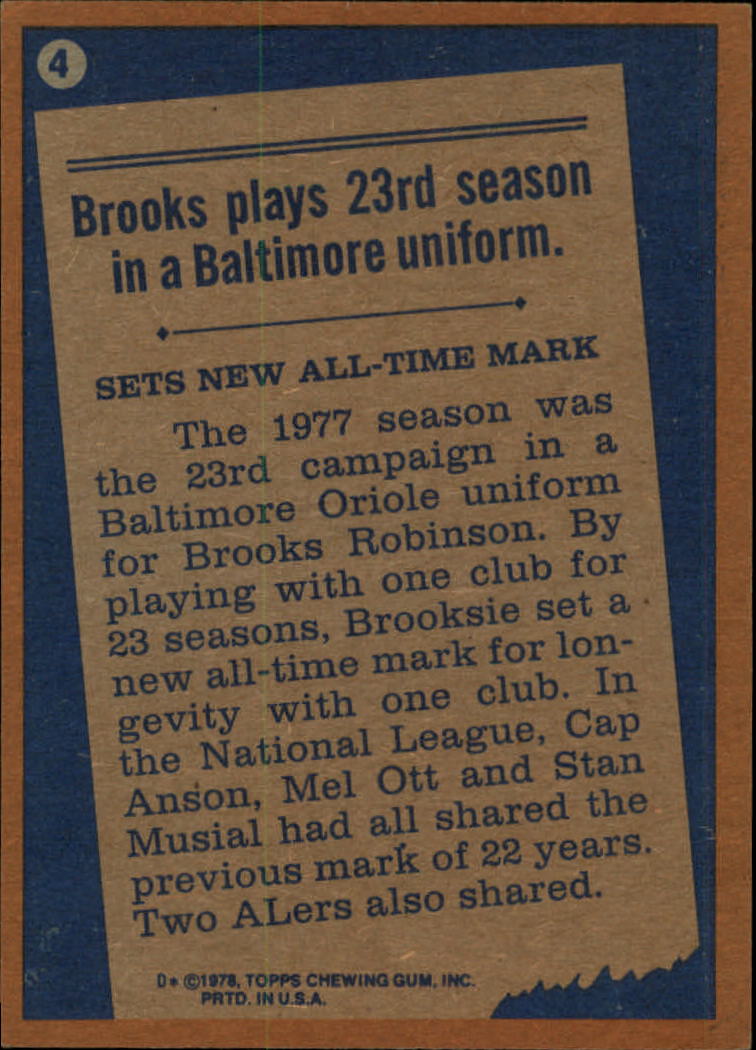 4
Brooks plays 23rd season
in a Baltimore uniform.
SETS NEW ALL-TIME MARK
The 1977 season was
the 23rd campaign in a
Baltimore Oriole uniform
for Brooks Robinson. By
playing with one club for
23 seasons, Brooksie set a
new all-time mark for lon-
gevity with one club. In
the National League, Cap
Anson, Mel Ott and Stan
Musial had all shared the
previous mark of 22 years.
Two ALers also shared.
D* ©1978, TOPPS CHEWING GUM, INC.
PRTD. IN U.S.A.